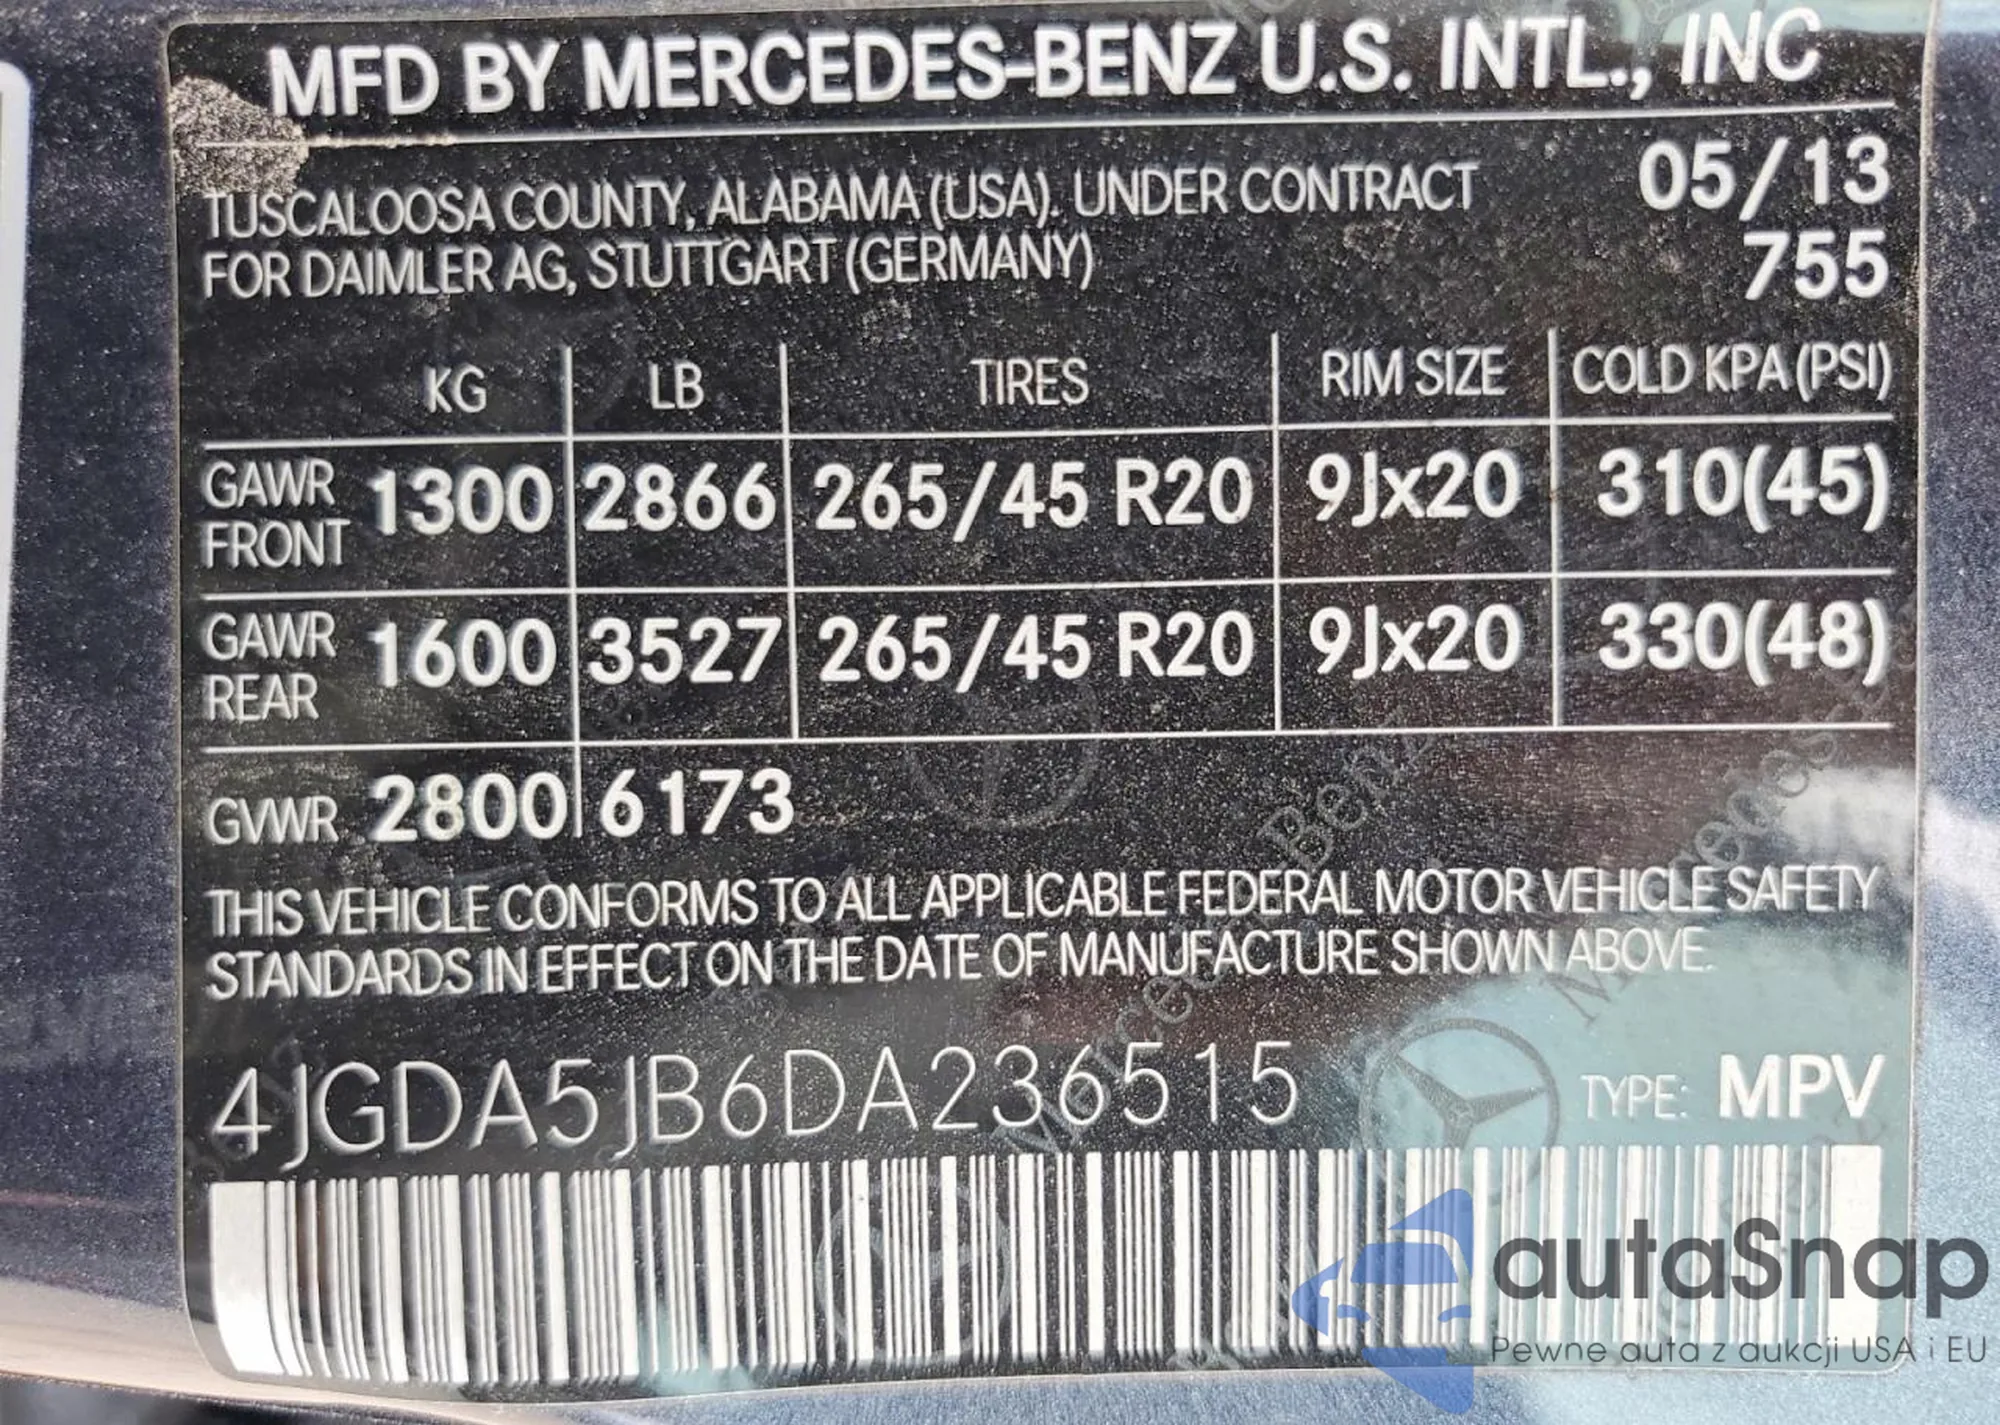 MFD BY MERCEDES-BENZ U.S. INTL., INC
TUSCALOOSA COUNTY, ALABAMA (USA). UNDER CONTRACT
FOR DAIMLER AG, STUTTGART (GERMANY)
05/13
755
KG LB TIRES RIM SIZE COLD KPA (PSI)
GAWR FRONT 1300 2866 265/45 R20 9Jx20 310(45)
GAWR REAR 1600 3527 265/45 R20 9Jx20 330(48)
GVWR 2800 6173
THIS VEHICLE CONFORMS TO ALL APPLICABLE FEDERAL MOTOR VEHICLE SAFETY
STANDARDS IN EFFECT ON THE DATE OF MANUFACTURE SHOWN ABOVE.
4JGDA5JB6DA236515 TYPE: MPV
autaSnap
Pewne auta z aukcji USA i EU
Mercedes-Benz